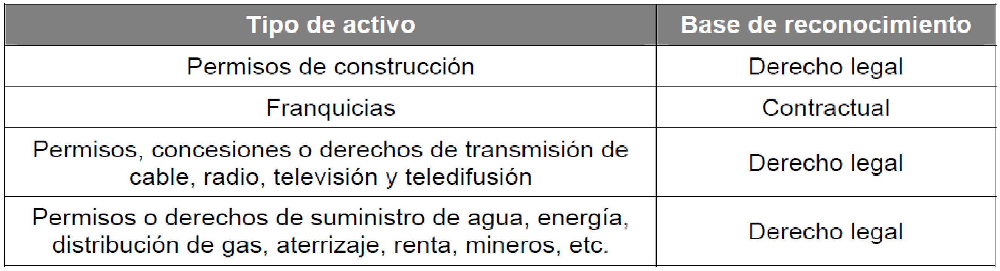 Tipo de activo
Base de reconocimiento
Permisos de construcción
Derecho legal
Franquicias
Contractual
Permisos, concesiones o derechos de transmisión de
cable, radio, televisión y teledifusión
Derecho legal
Permisos o derechos de suministro de agua, energía,
distribución de gas, aterrizaje, renta, mineros, etc.
Derecho legal